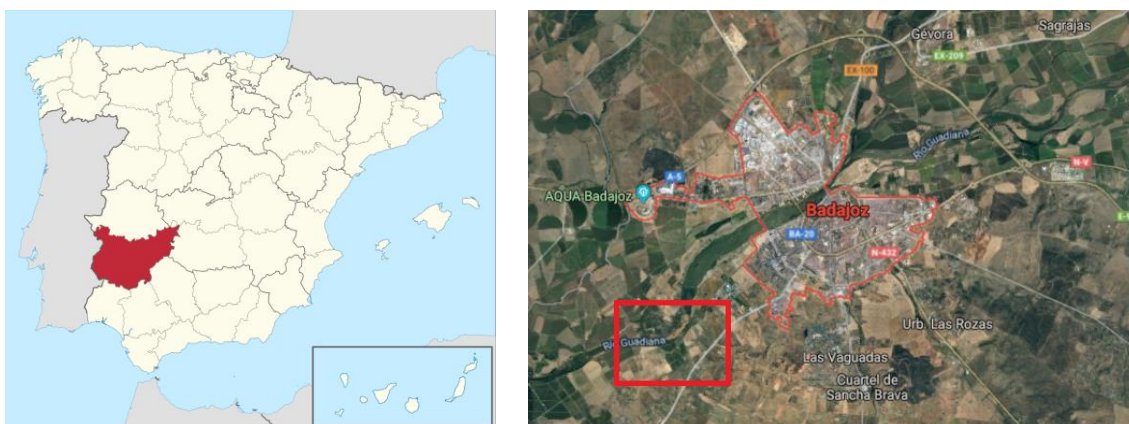 Sagrajas
Gévora
EX-209
EX-100
Río Guadiana
N-V
A-5
AQUA Badajoz
Badajoz
BA-20
N-432
Urb. Las Rozas
Río Guadiana
Las Vaguadas
Cuartel de
Sancha Brava